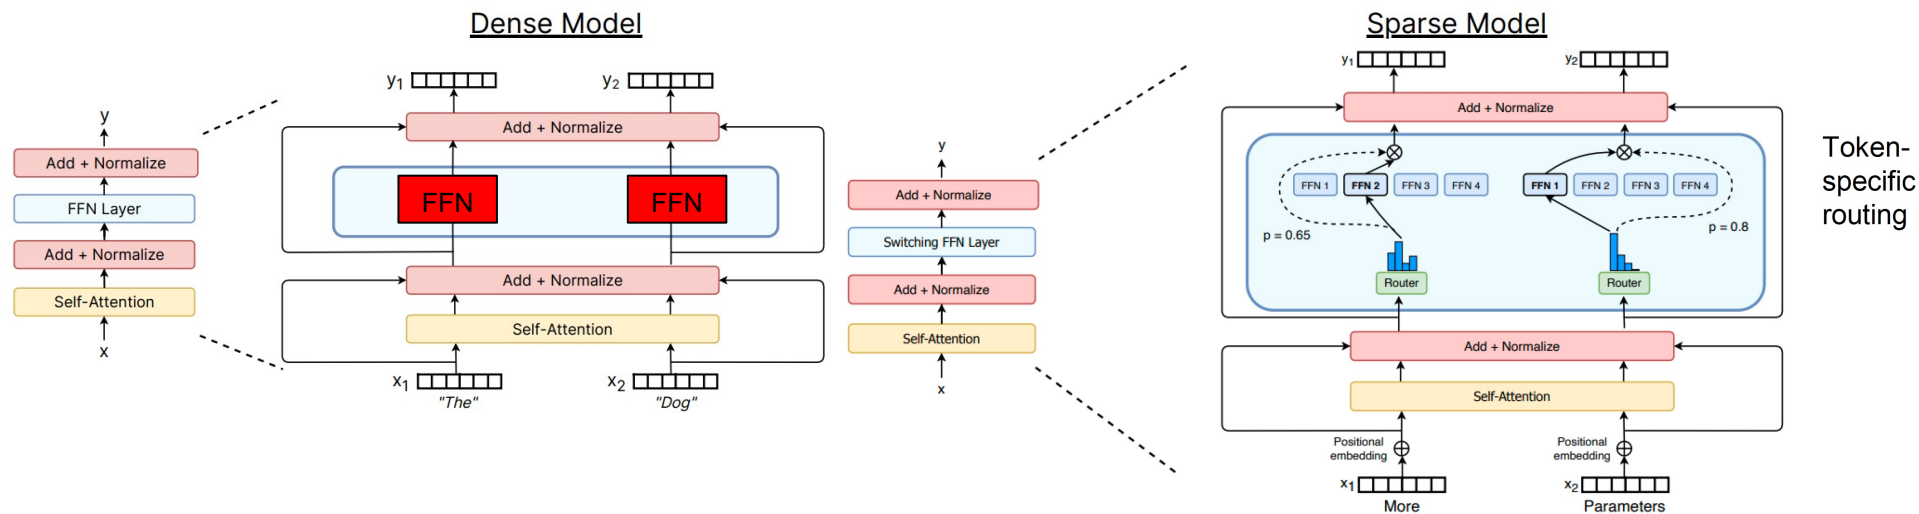 Dense Model
Sparse Model
y
Add + Normalize
FFN Layer
Add + Normalize
Self-Attention
x
y1
y2
Add + Normalize
FFN
FFN
Add + Normalize
Self-Attention
x1
x2
"The"
"Dog"
y
Add + Normalize
Switching FFN Layer
Add + Normalize
Self-Attention
x
y1
y2
Add + Normalize
FFN 1
FFN 2
FFN 3
FFN 4
FFN 1
FFN 2
FFN 3
FFN 4
p = 0.65
p = 0.8
Router
Router
Add + Normalize
Self-Attention
Positional
embedding
Positional
embedding
x1
x2
More
Parameters
Token-
specific
routing